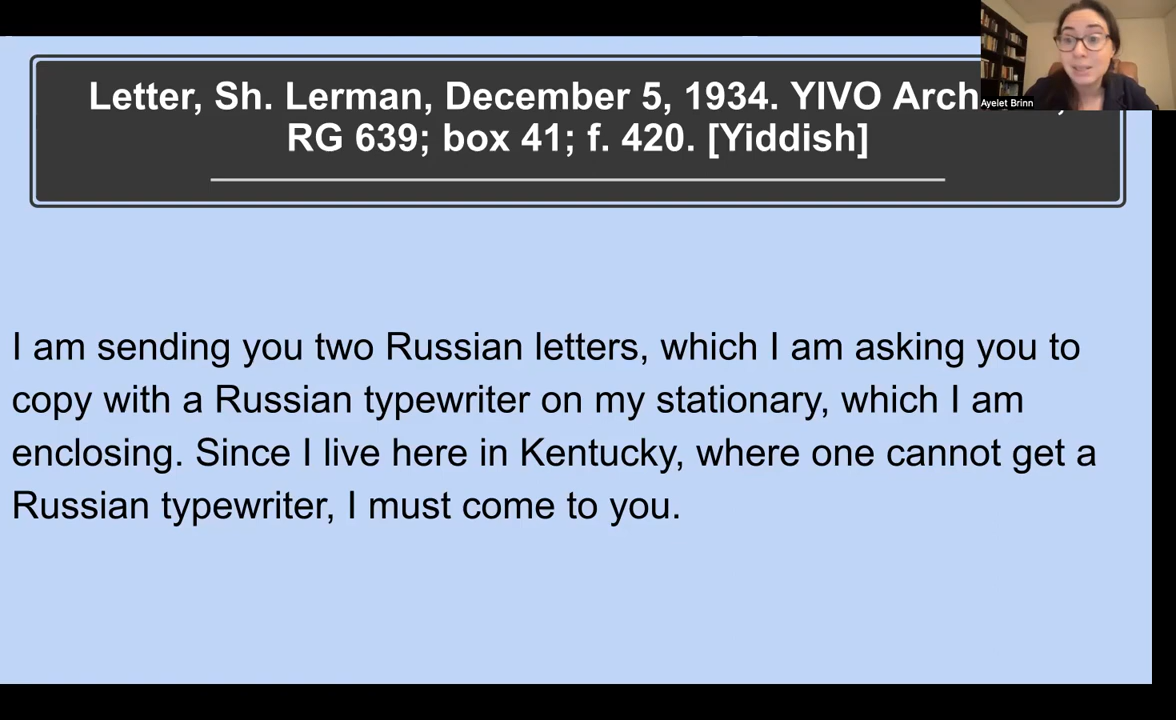 Letter, Sh. Lerman, December 5, 1934. YIVO
RG 639; box 41; f. 420. [Yiddish]
Ayelet Brinn
I am sending you two Russian letters, which I am asking you to
copy with a Russian typewriter on my stationary, which I am
enclosing. Since I live here in Kentucky, where one cannot get a
Russian typewriter, I must come to you.